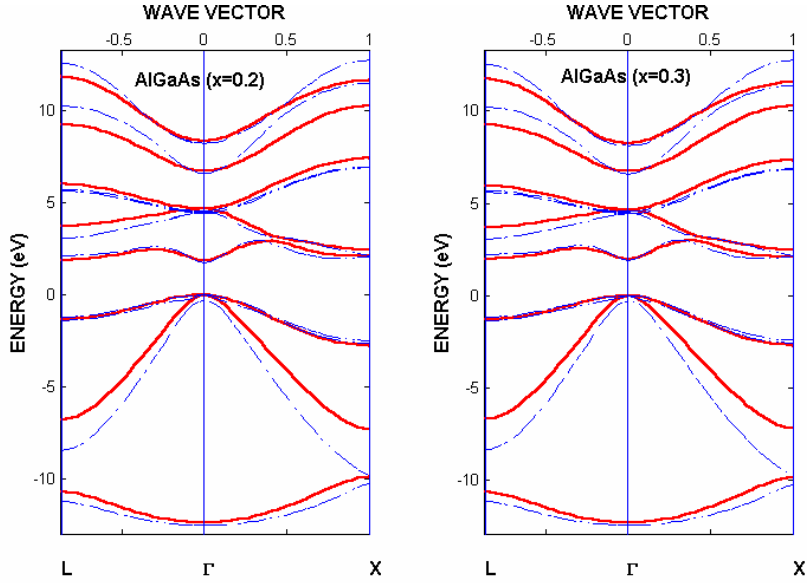 WAVE VECTOR
-0.5 0 0.5 1
AlGaAs (x=0.2)
ENERGY (eV)
10
5
0
-5
-10
L Γ X
WAVE VECTOR
-0.5 0 0.5 1
AlGaAs (x=0.3)
ENERGY (eV)
10
5
0
-5
-10
L Γ X